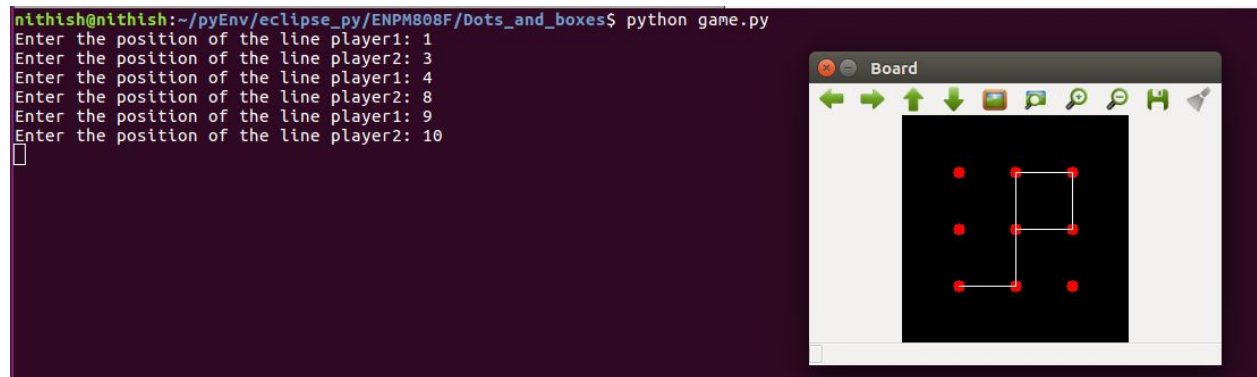 nithish@nithish:~/pyEnv/eclipse_py/ENPM808F/Dots_and_boxes$ python game.py
Enter the position of the line player1: 1
Enter the position of the line player2: 3
Enter the position of the line player1: 4
Enter the position of the line player2: 8
Enter the position of the line player1: 9
Enter the position of the line player2: 10
Board